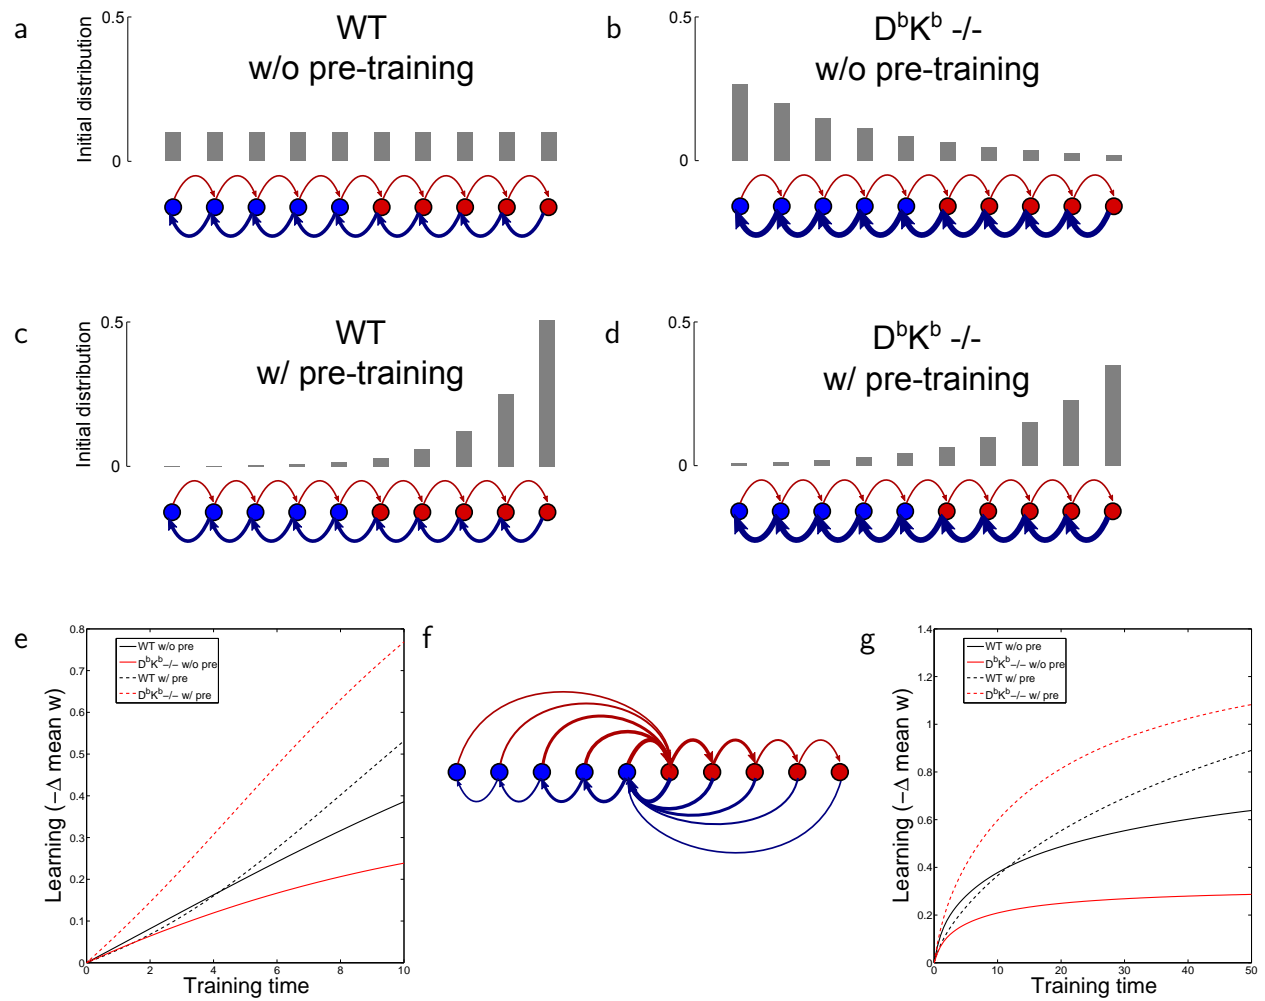 a
WT
w/o pre-training
Initial distribution
0.5
0
b
DᵇKᵇ -/-
w/o pre-training
0.5
0
c
WT
w/ pre-training
Initial distribution
0.5
0
d
DᵇKᵇ -/-
w/ pre-training
0.5
0
e
Learning (−Δ mean w)
0.8
0.7
0.6
0.5
0.4
0.3
0.2
0.1
0
WT w/o pre
DᵇKᵇ−/− w/o pre
WT w/ pre
DᵇKᵇ−/− w/ pre
0 2 4 6 8 10
Training time
f
g
Learning (−Δ mean w)
1.4
1.2
1
0.8
0.6
0.4
0.2
0
WT w/o pre
DᵇKᵇ−/− w/o pre
WT w/ pre
DᵇKᵇ−/− w/ pre
0 10 20 30 40 50
Training time